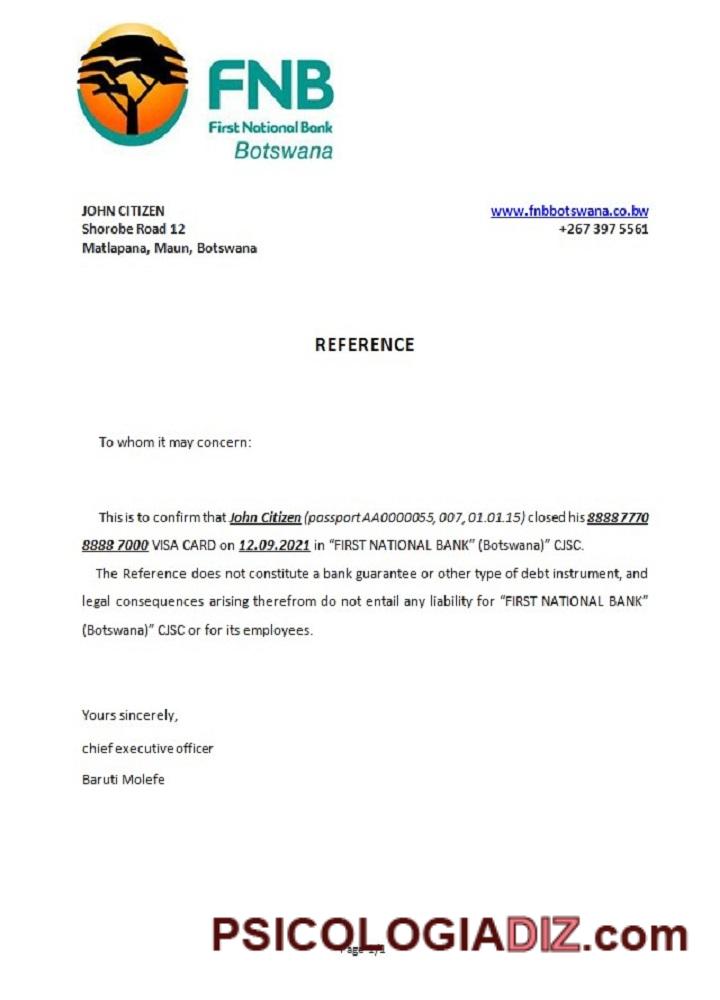 FNB
First National Bank
Botswana
JOHN CITIZEN
Shorobe Road 12
Matlapana, Maun, Botswana
www.fnbbotswana.co.bw
+267 397 5561
REFERENCE
To whom it may concern:
This is to confirm that John Citizen (passport AA0000055, 007, 01.01.15) closed his 8888 7770
8888 7000 VISA CARD on 12.09.2021 in “FIRST NATIONAL BANK” (Botswana)” CJSC.
The Reference does not constitute a bank guarantee or other type of debt instrument, and
legal consequences arising therefrom do not entail any liability for “FIRST NATIONAL BANK”
(Botswana)” CJSC or for its employees.
Yours sincerely,
chief executive officer
Baruti Molefe
PSICOLOGIADIZ.com
Page 1/1